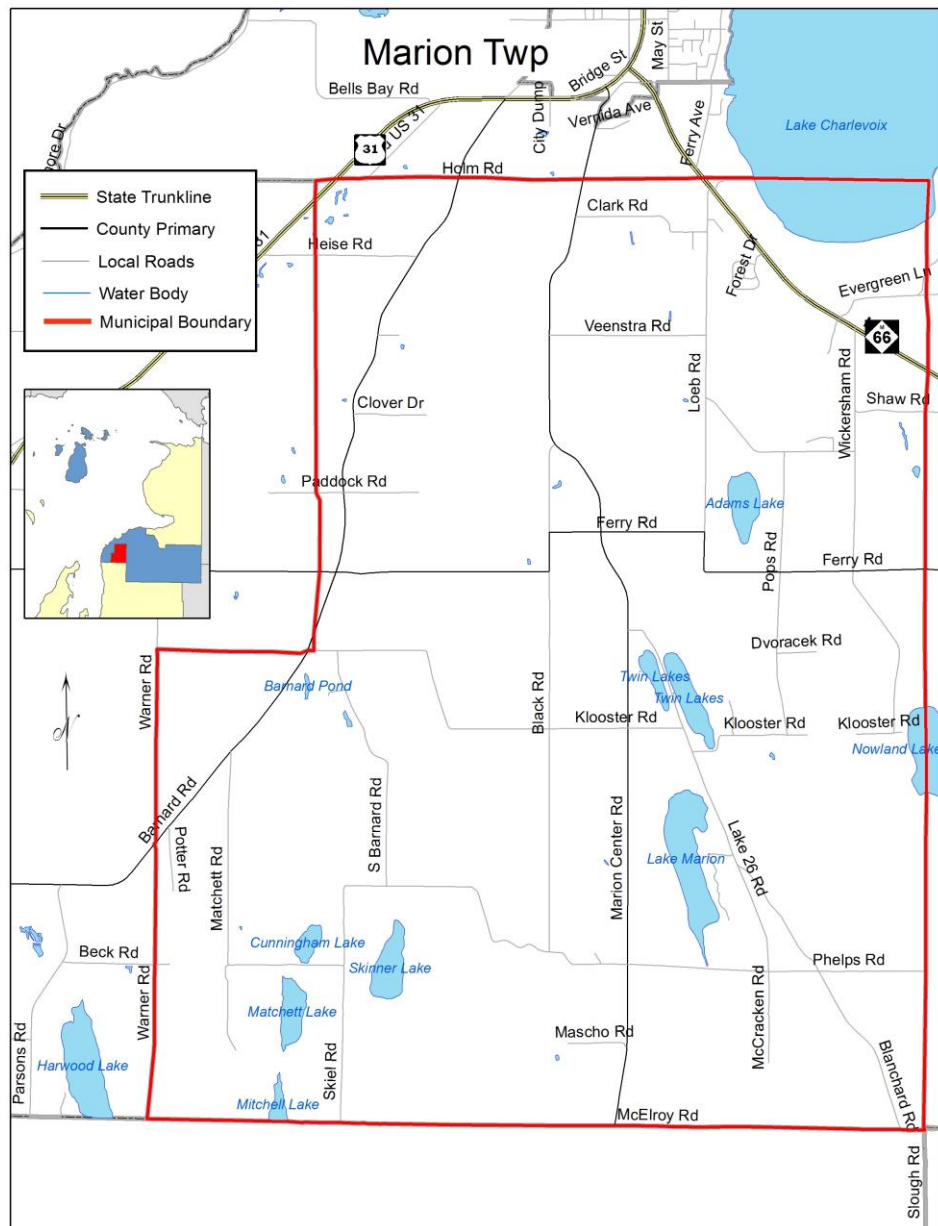 Marion Twp
May St
Bridge St
Bells Bay Rd
City Dump
Vernida Ave
US 31
31
Lake Charlevoix
Ferry Ave
Holm Rd
State Trunkline
County Primary
Local Roads
Water Body
Municipal Boundary
Clark Rd
Heise Rd
Forest Dr
Evergreen Ln
Veenstra Rd
M
66
Loeb Rd
Wickersham Rd
Shaw Rd
Clover Dr
Paddock Rd
Adams Lake
Ferry Rd
Pops Rd
Ferry Rd
Dvoracek Rd
Warner Rd
Barnard Pond
Twin Lakes
Twin Lakes
Black Rd
Klooster Rd
Klooster Rd
Klooster Rd
Nowland Lake
Barnard Rd
Potter Rd
S Barnard Rd
Marion Center Rd
Lake 26 Rd
Lake Marion
Matchett Rd
Beck Rd
Cunningham Lake
Skinner Lake
Phelps Rd
Warner Rd
Matchett Lake
McCracken Rd
Parsons Rd
Mascho Rd
Harwood Lake
Skiel Rd
Blanchard Rd
Mitchell Lake
McElroy Rd
Slough Rd